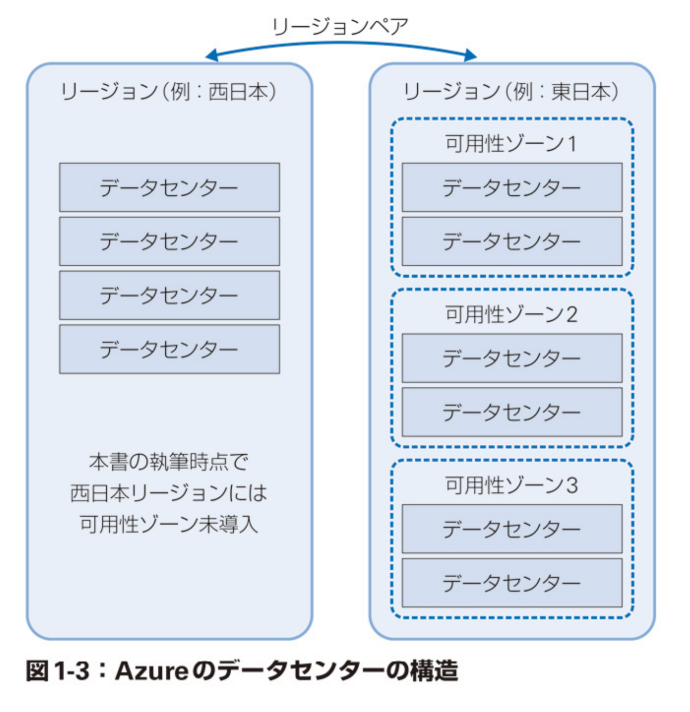 リージョンペア
リージョン（例：西日本）
データセンター
データセンター
データセンター
データセンター
本書の執筆時点で
西日本リージョンには
可用性ゾーン未導入
リージョン（例：東日本）
可用性ゾーン1
データセンター
データセンター
可用性ゾーン2
データセンター
データセンター
可用性ゾーン3
データセンター
データセンター
図1-3：Azureのデータセンターの構造